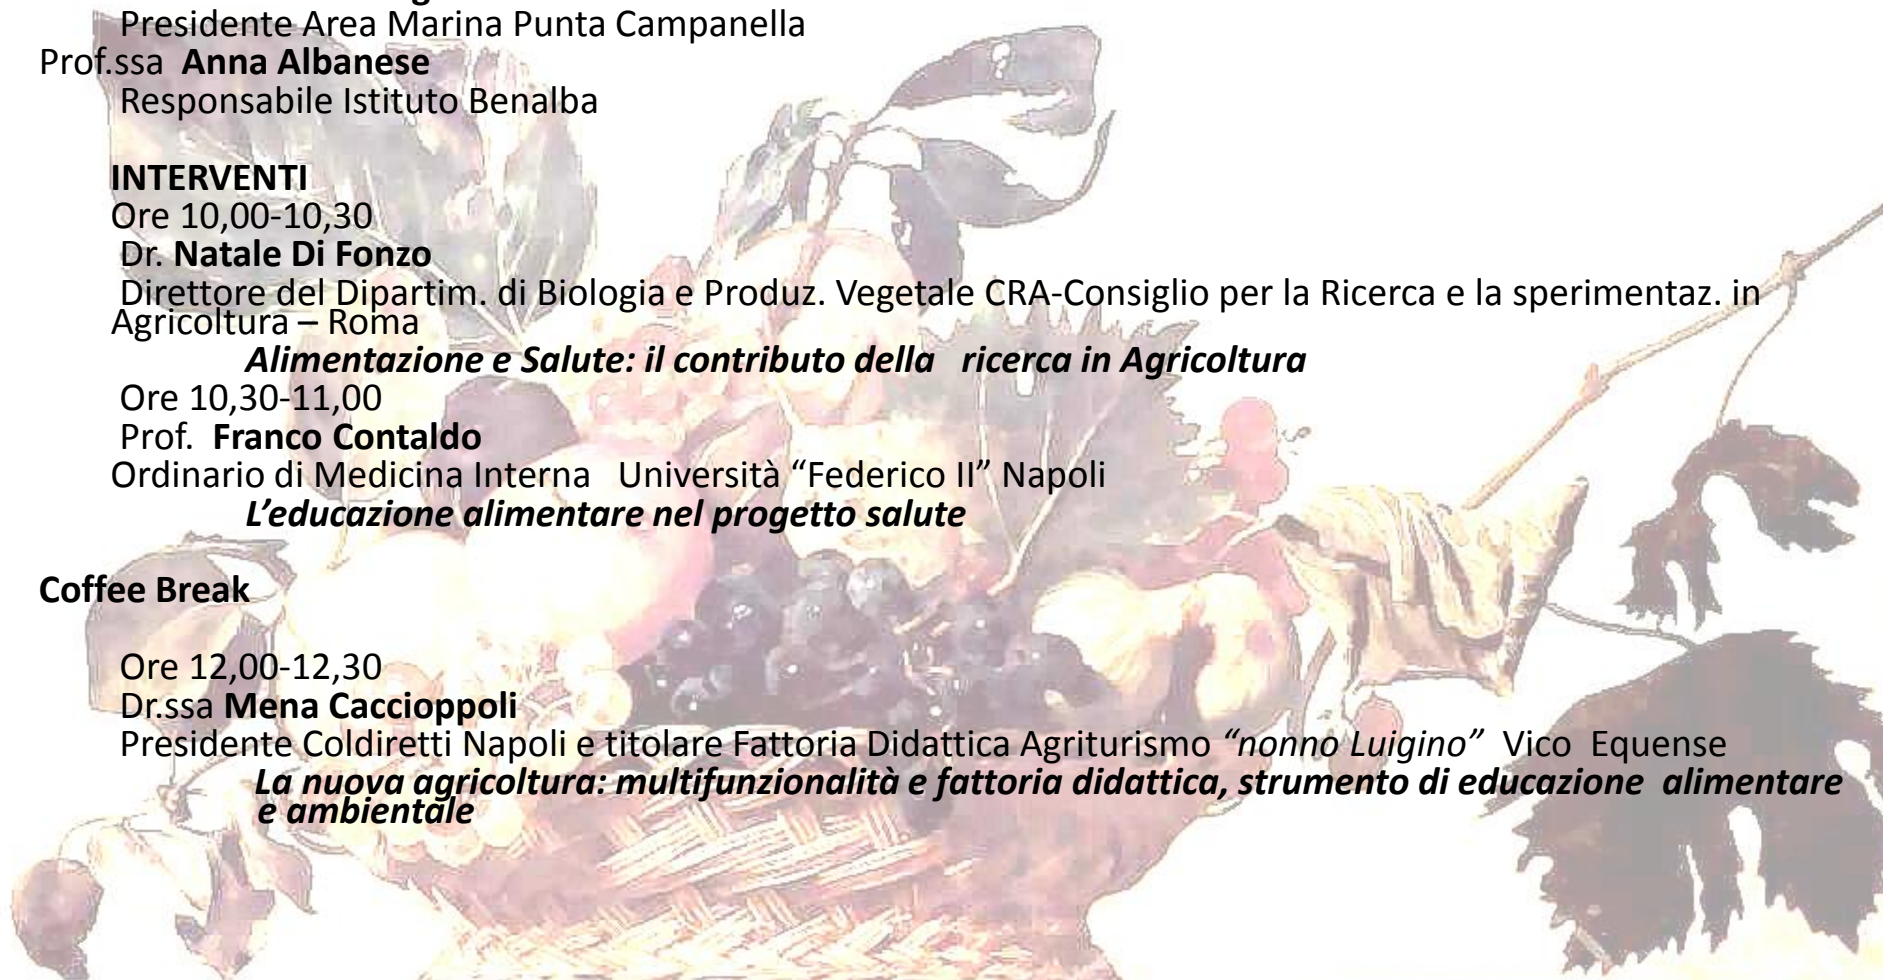 Presidente Area Marina Punta Campanella
Prof.ssa Anna Albanese
Responsabile Istituto Benalba
INTERVENTI
Ore 10,00-10,30
Dr. Natale Di Fonzo
Direttore del Dipartim. di Biologia e Produz. Vegetale CRA-Consiglio per la Ricerca e la sperimentaz. in
Agricoltura – Roma
Alimentazione e Salute: il contributo della ricerca in Agricoltura
Ore 10,30-11,00
Prof. Franco Contaldo
Ordinario di Medicina Interna Università “Federico II” Napoli
L’educazione alimentare nel progetto salute
Coffee Break
Ore 12,00-12,30
Dr.ssa Mena Caccioppoli
Presidente Coldiretti Napoli e titolare Fattoria Didattica Agriturismo “nonno Luigino” Vico Equense
La nuova agricoltura: multifunzionalità e fattoria didattica, strumento di educazione alimentare
e ambientale